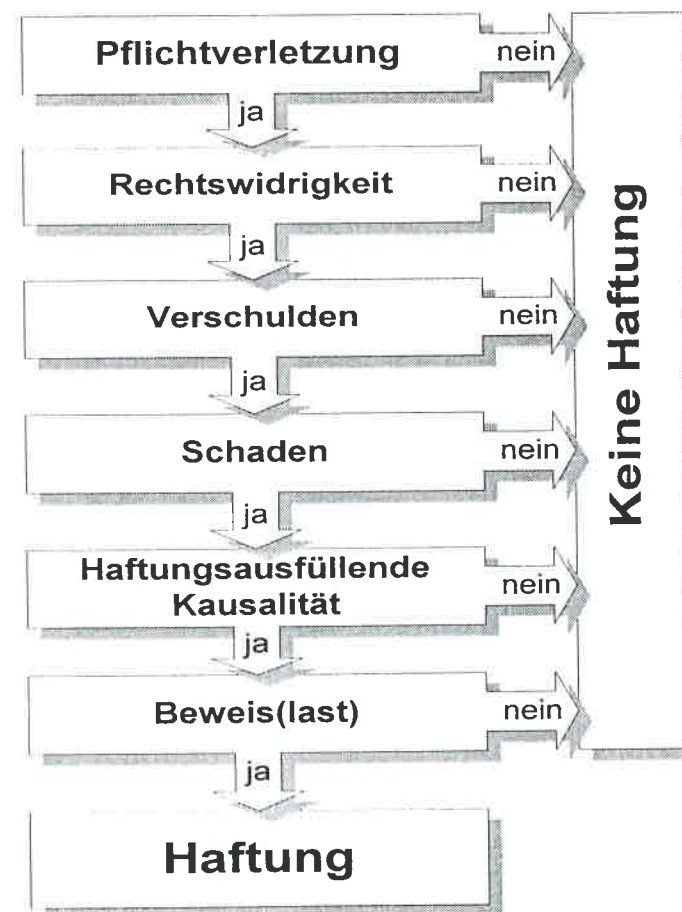 Pflichtverletzung
nein
ja
Rechtswidrigkeit
nein
ja
Verschulden
nein
ja
Schaden
nein
ja
Haftungsausfüllende
Kausalität
nein
ja
Beweis(last)
nein
ja
Haftung
Keine Haftung